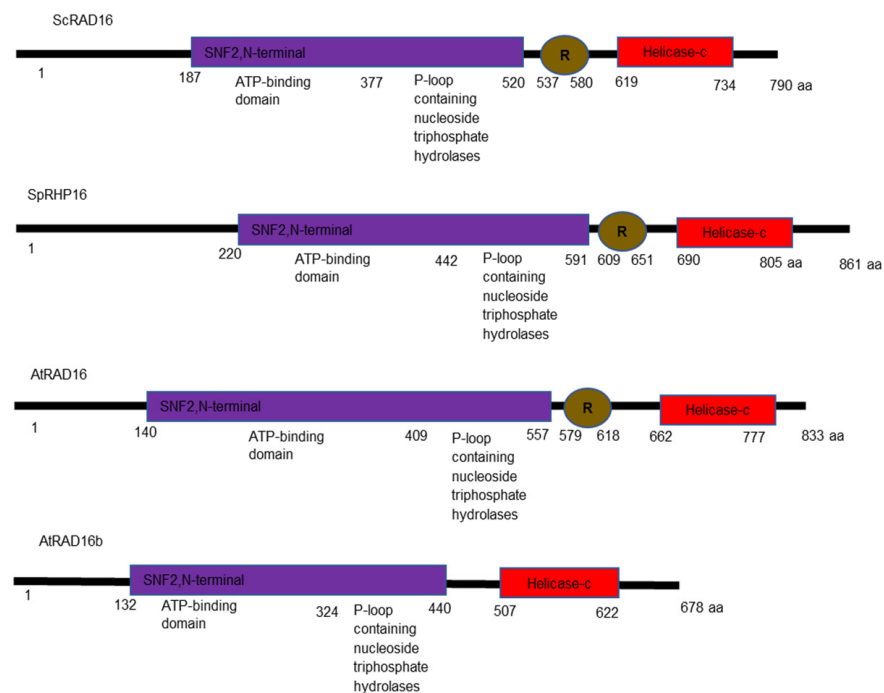 ScRAD16
SNF2,N-terminal
R
Helicase-c
1
187
ATP-binding
domain
377
P-loop
containing
nucleoside
triphosphate
hydrolases
520
537
580
619
734
790 aa
SpRHP16
SNF2,N-terminal
R
Helicase-c
1
220
ATP-binding
domain
442
P-loop
containing
nucleoside
triphosphate
hydrolases
591
609
651
690
805 aa
861 aa
AtRAD16
SNF2,N-terminal
R
Helicase-c
1
140
ATP-binding
domain
409
P-loop
containing
nucleoside
triphosphate
hydrolases
557
579
618
662
777
833 aa
AtRAD16b
SNF2,N-terminal
Helicase-c
1
132
ATP-binding
domain
324
P-loop
containing
nucleoside
triphosphate
hydrolases
440
507
622
678 aa